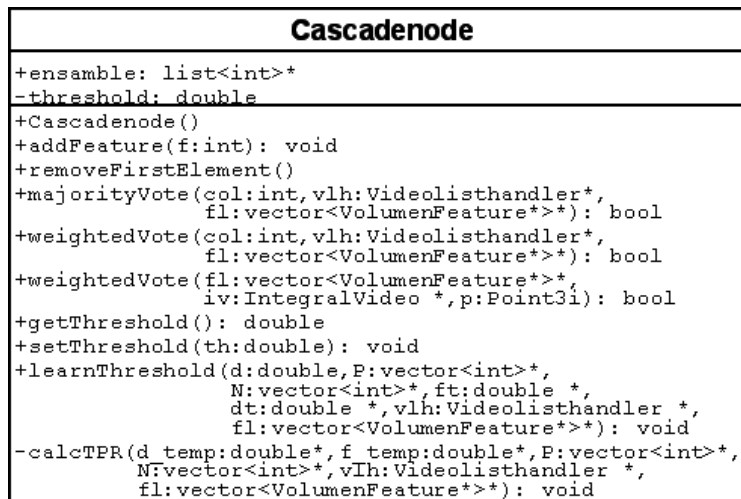 Cascadenode
+ensamble: list<int>*
-threshold: double
+Cascadenode()
+addFeature(f:int): void
+removeFirstElement()
+majorityVote(col:int,vlh:Videolisthandler*,
fl:vector<VolumenFeature*>*): bool
+weightedVote(col:int,vlh:Videolisthandler*,
fl:vector<VolumenFeature*>*): bool
+weightedVote(fl:vector<VolumenFeature*>*,
iv:IntegralVideo *,p:Point3i): bool
+getThreshold(): double
+setThreshold(th:double): void
+learnThreshold(d:double,P:vector<int>*,
N:vector<int>*,ft:double *,
dt:double *,vlh:Videolisthandler *,
fl:vector<VolumenFeature*>*): void
-calcTPR(d_temp:double*,f_temp:double*,P:vector<int>*,
N:vector<int>*,vlh:Videolisthandler *,
fl:vector<VolumenFeature*>*): void